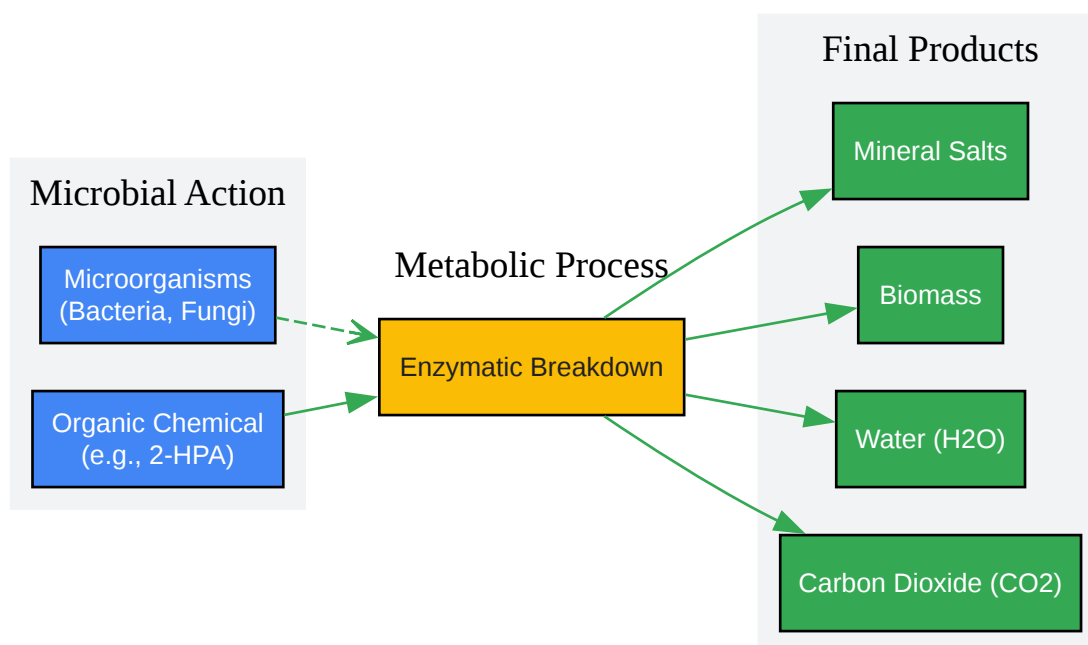 Microbial Action
Microorganisms
(Bacteria, Fungi)
Organic Chemical
(e.g., 2-HPA)
Metabolic Process
Enzymatic Breakdown
Final Products
Mineral Salts
Biomass
Water (H2O)
Carbon Dioxide (CO2)